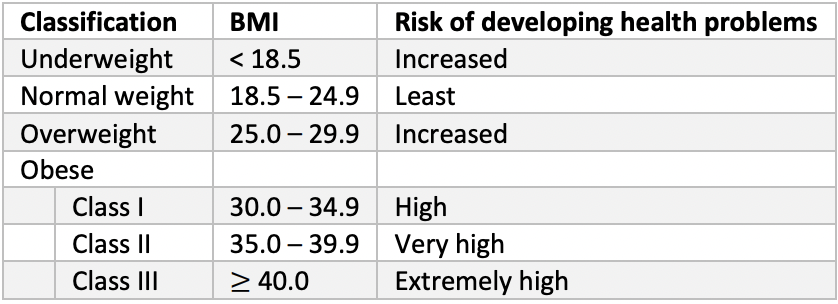 Classification BMI Risk of developing health problems
Underweight < 18.5 Increased
Normal weight 18.5 – 24.9 Least
Overweight 25.0 – 29.9 Increased
Obese
Class I 30.0 – 34.9 High
Class II 35.0 – 39.9 Very high
Class III ≥ 40.0 Extremely high